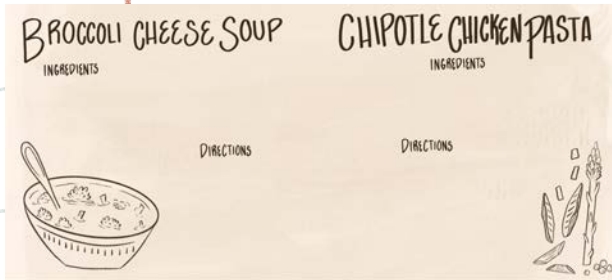 BROCCOLI CHEESE SOUP
INGREDIENTS
DIRECTIONS
CHIPOTLE CHICKEN PASTA
INGREDIENTS
DIRECTIONS